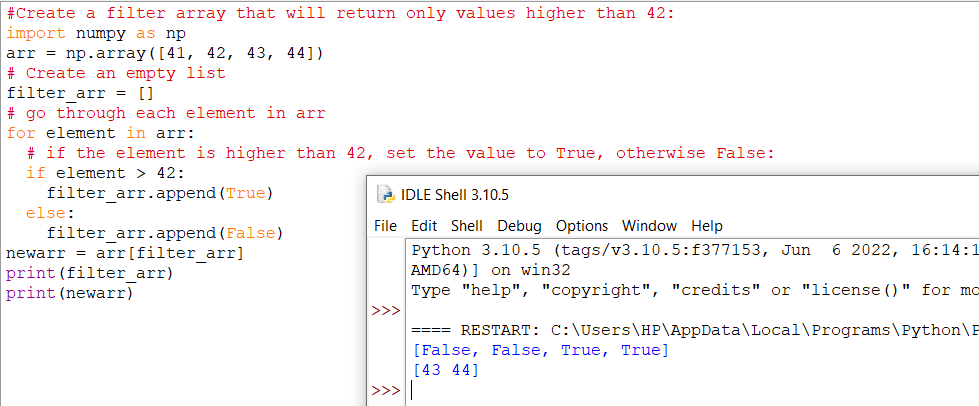 #Create a filter array that will return only values higher than 42:
import numpy as np
arr = np.array([41, 42, 43, 44])
# Create an empty list
filter_arr = []
# go through each element in arr
for element in arr:
  # if the element is higher than 42, set the value to True, otherwise False:
  if element > 42:
    filter_arr.append(True)
  else:
    filter_arr.append(False)
newarr = arr[filter_arr]
print(filter_arr)
print(newarr)
IDLE Shell 3.10.5
File Edit Shell Debug Options Window Help
Python 3.10.5 (tags/v3.10.5:f377153, Jun  6 2022, 16:14:1
AMD64)] on win32
Type "help", "copyright", "credits" or "license()" for mo
>>>
==== RESTART: C:\Users\HP\AppData\Local\Programs\Python\P
[False, False, True, True]
[43 44]
>>>